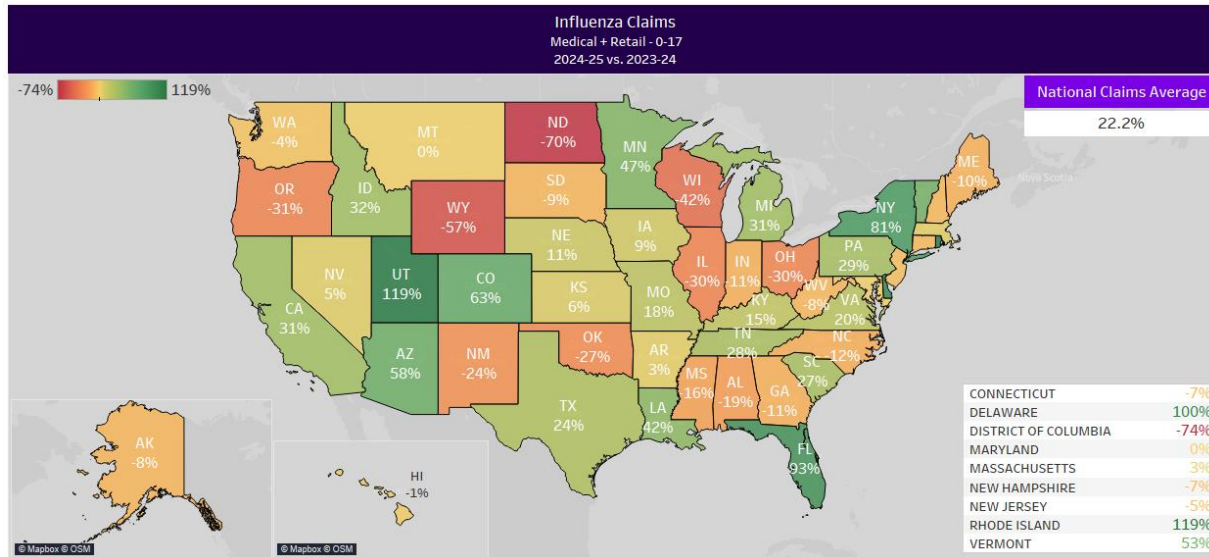 Influenza Claims
Medical + Retail - 0-17
2024-25 vs. 2023-24
-74% 119%
National Claims Average
22.2%
WA
-4%
MT
0%
ND
-70%
MN
47%
ME
-10%
Nova Scotia
OR
-31%
ID
32%
WY
-57%
SD
-9%
WI
-42%
MI
31%
NY
81%
NE
11%
IA
9%
PA
29%
NV
5%
UT
119%
CO
63%
KS
6%
MO
18%
IL
-30%
IN
-11%
OH
-30%
WV
-8%
VA
20%
KY
15%
CA
31%
AZ
58%
NM
-24%
OK
-27%
AR
3%
TN
28%
NC
-12%
SC
27%
MS
-16%
AL
-19%
GA
-11%
TX
24%
LA
42%
FL
93%
AK
-8%
HI
-1%
CONNECTICUT -7%
DELAWARE 100%
DISTRICT OF COLUMBIA -74%
MARYLAND 0%
MASSACHUSETTS 3%
NEW HAMPSHIRE -7%
NEW JERSEY -5%
RHODE ISLAND 119%
VERMONT 53%
© Mapbox © OSM
© Mapbox © OSM